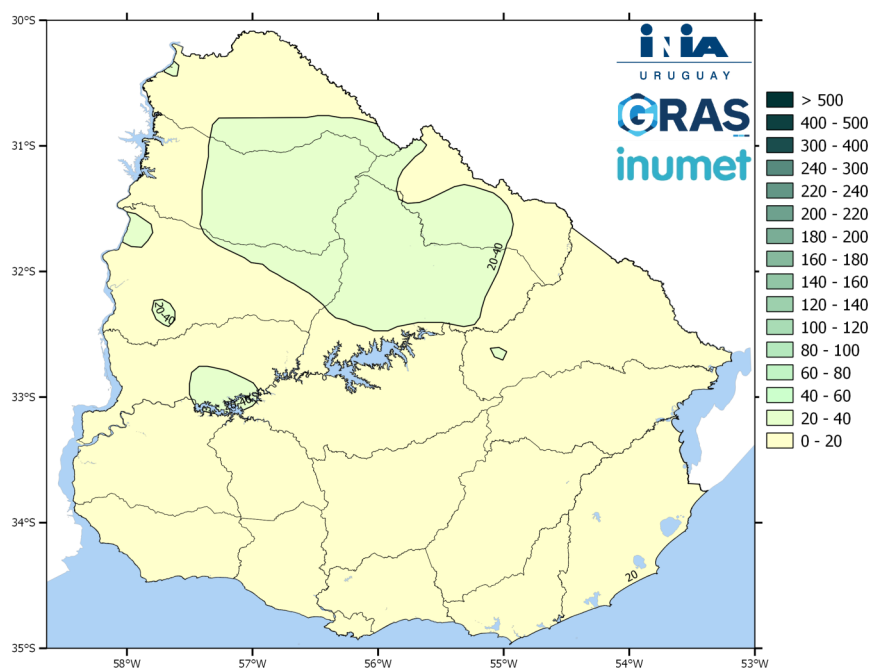 30°S
31°S
32°S
33°S
34°S
35°S
58°W
57°W
56°W
55°W
54°W
53°W
20-40
20-40
20
INIA
URUGUAY
GRAS
inumet
> 500
400 - 500
300 - 400
240 - 300
220 - 240
200 - 220
180 - 200
160 - 180
140 - 160
120 - 140
100 - 120
80 - 100
60 - 80
40 - 60
20 - 40
0 - 20